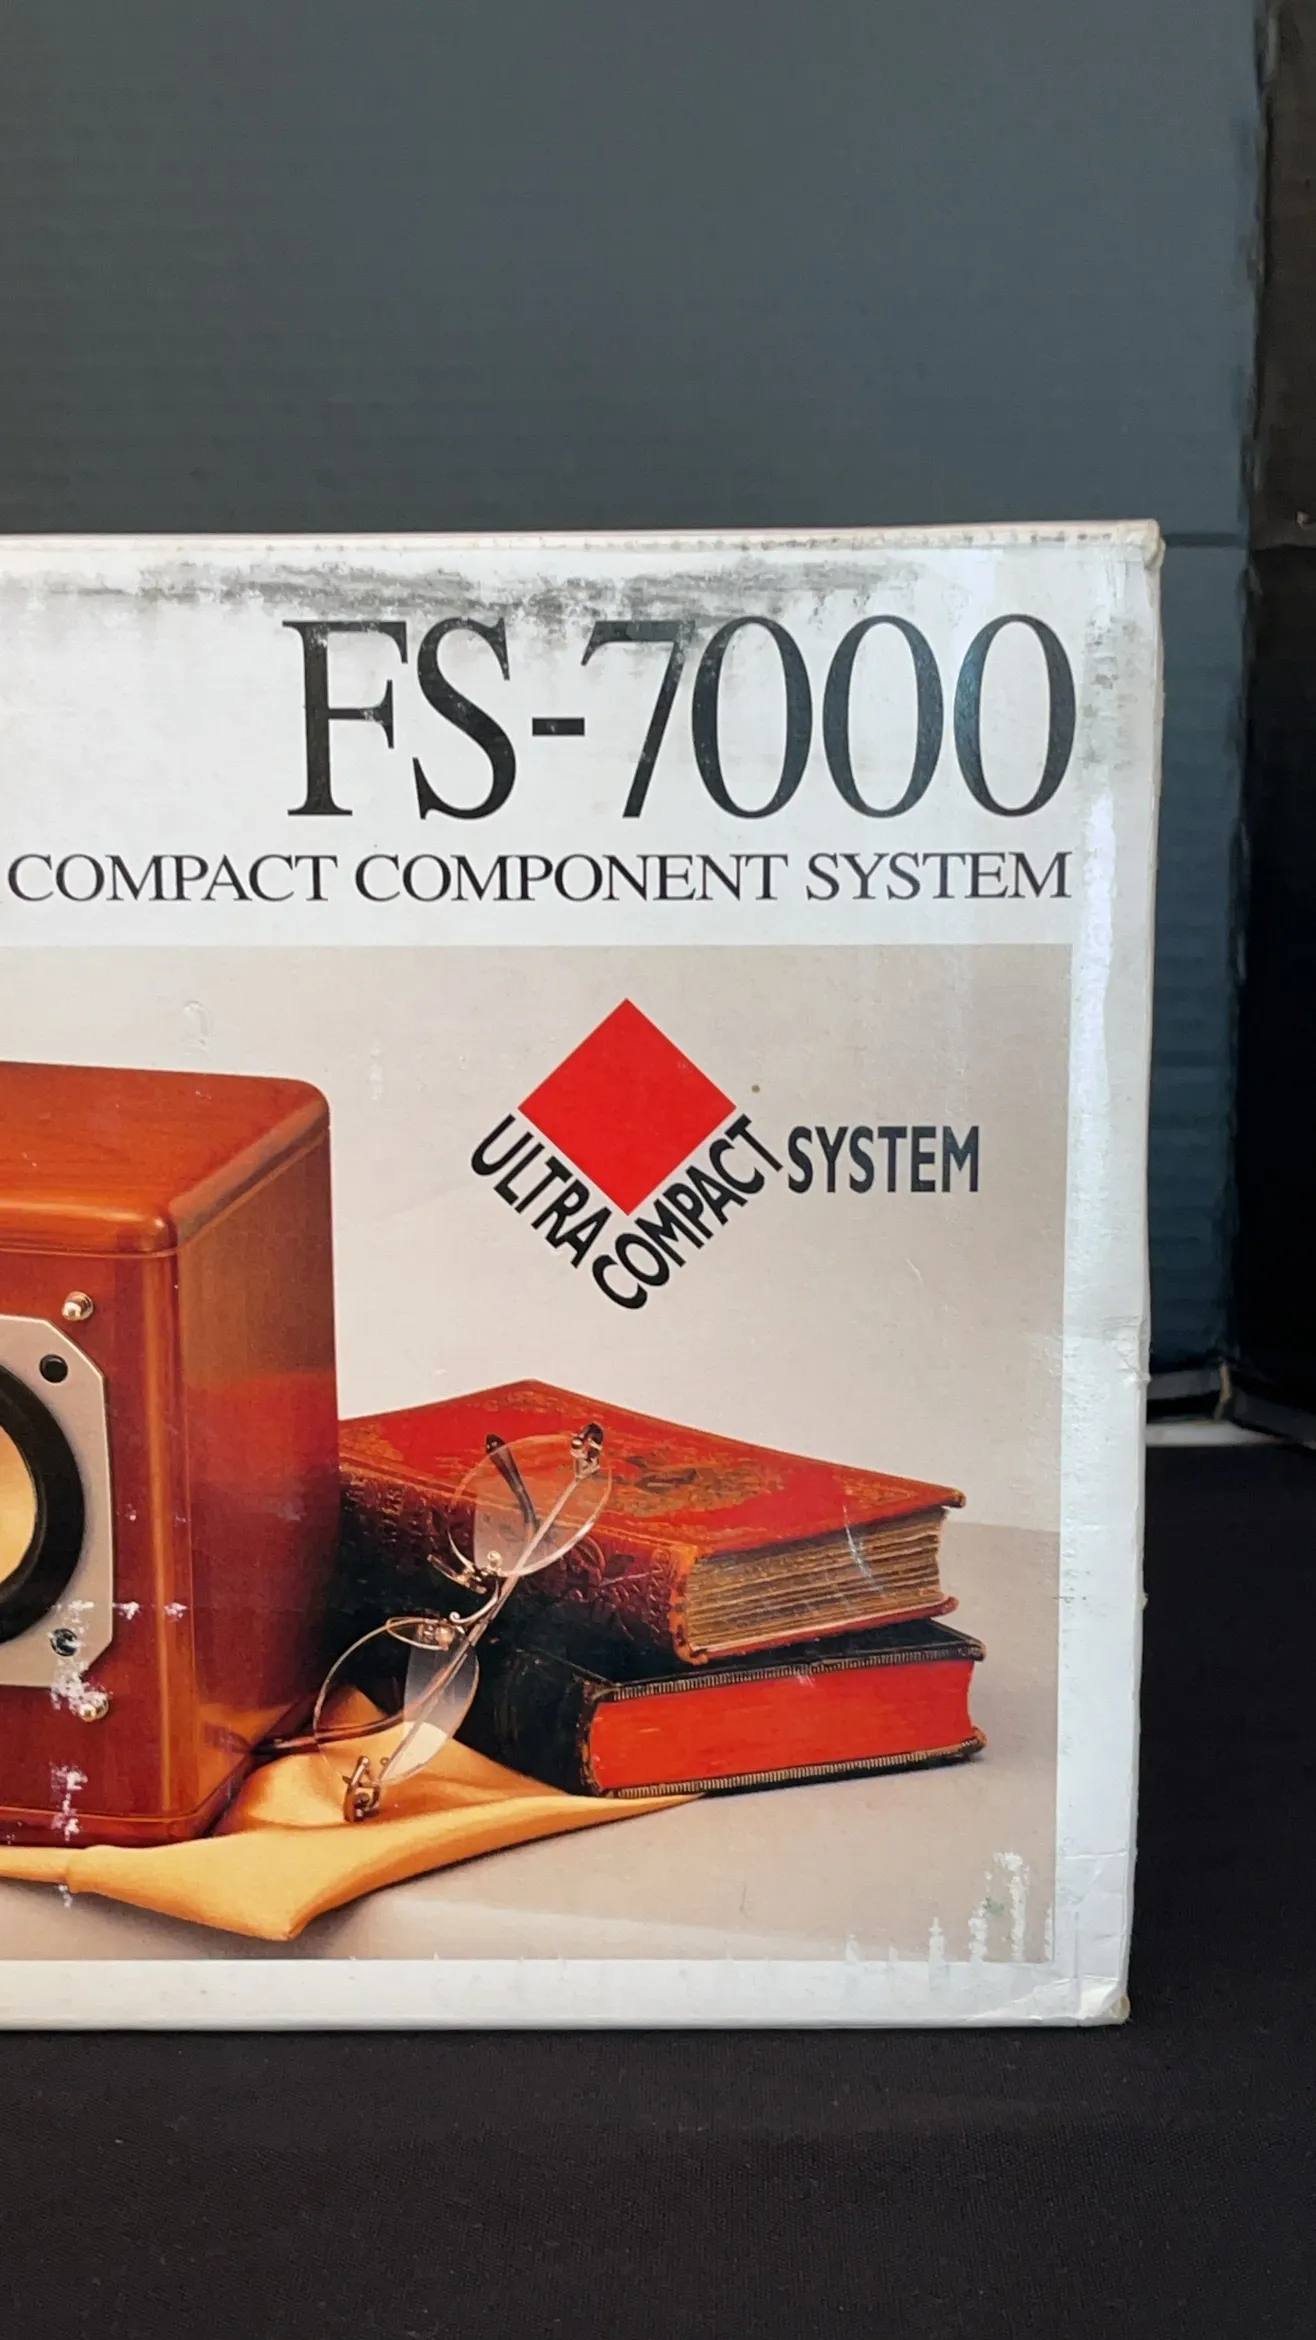 FS-7000
COMPACT COMPONENT SYSTEM
ULTRA COMPACT SYSTEM